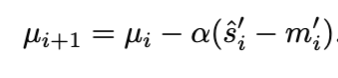 μ_{i+1} = μ_i − α(ŝ′_i − m′_i).